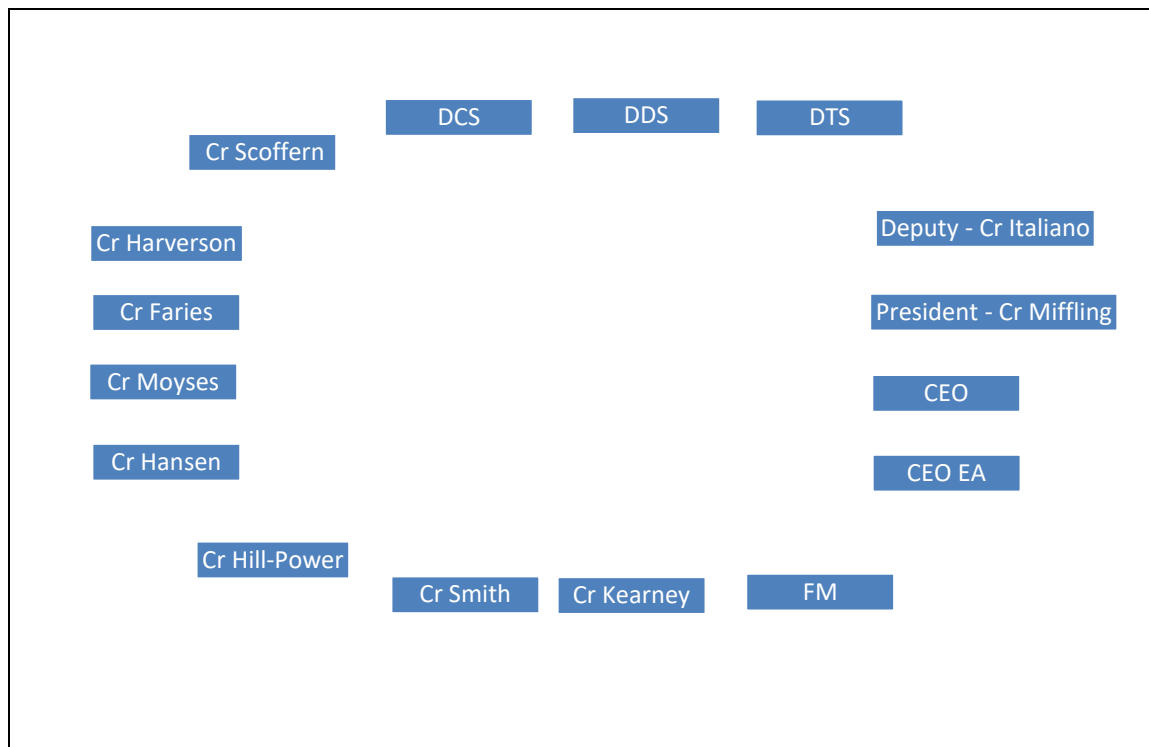 DCS
DDS
DTS
Cr Scoffern
Cr Harverson
Deputy - Cr Italiano
Cr Faries
President - Cr Miffling
Cr Moyses
CEO
Cr Hansen
CEO EA
Cr Hill-Power
Cr Smith
Cr Kearney
FM